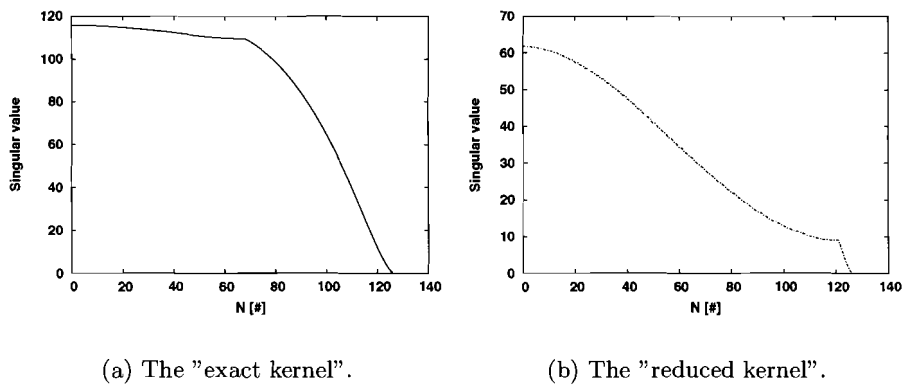 120
100
80
60
40
20
0
Singular value
0 20 40 60 80 100 120 140
N [#]
(a) The "exact kernel".
70
60
50
40
30
20
10
0
Singular value
0 20 40 60 80 100 120 140
N [#]
(b) The "reduced kernel".